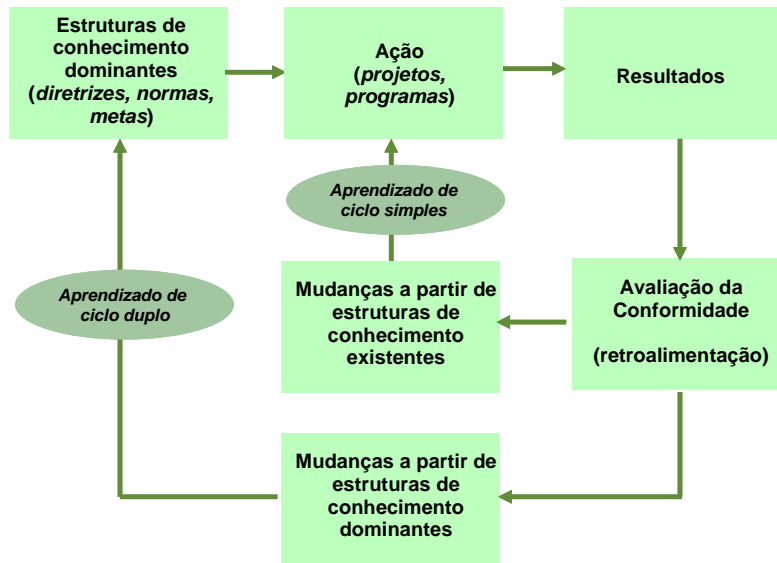 Estruturas de
conhecimento
dominantes
(diretrizes, normas,
metas)
Ação
(projetos,
programas)
Resultados
Aprendizado de
ciclo simples
Aprendizado de
ciclo duplo
Mudanças a partir de
estruturas de
conhecimento
existentes
Avaliação da
Conformidade
(retroalimentação)
Mudanças a partir de
estruturas de
conhecimento
dominantes